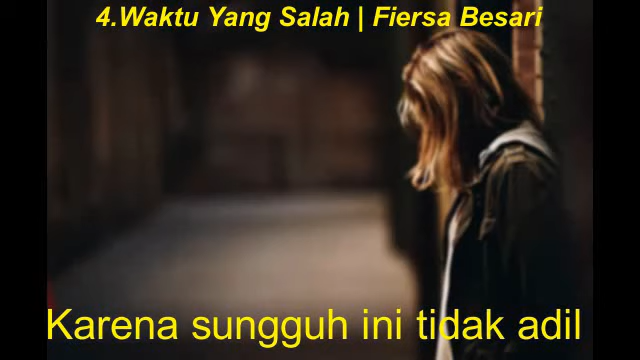 4.Waktu Yang Salah | Fiersa Besari
Karena sungguh ini tidak adil